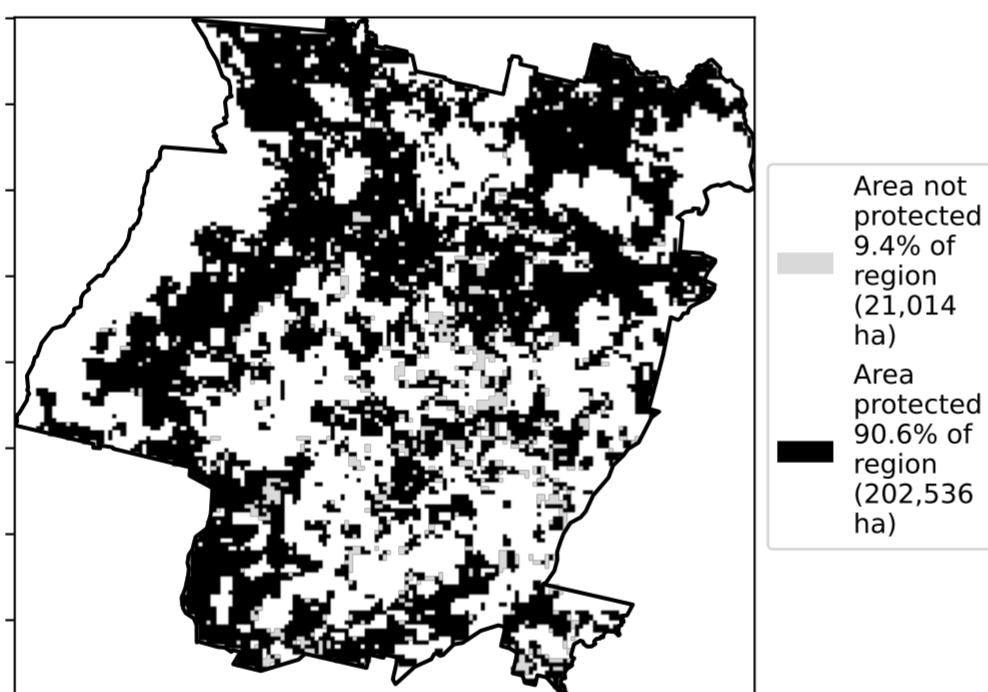 Area not
protected
9.4% of
region
(21,014
ha)
Area
protected
90.6% of
region
(202,536
ha)